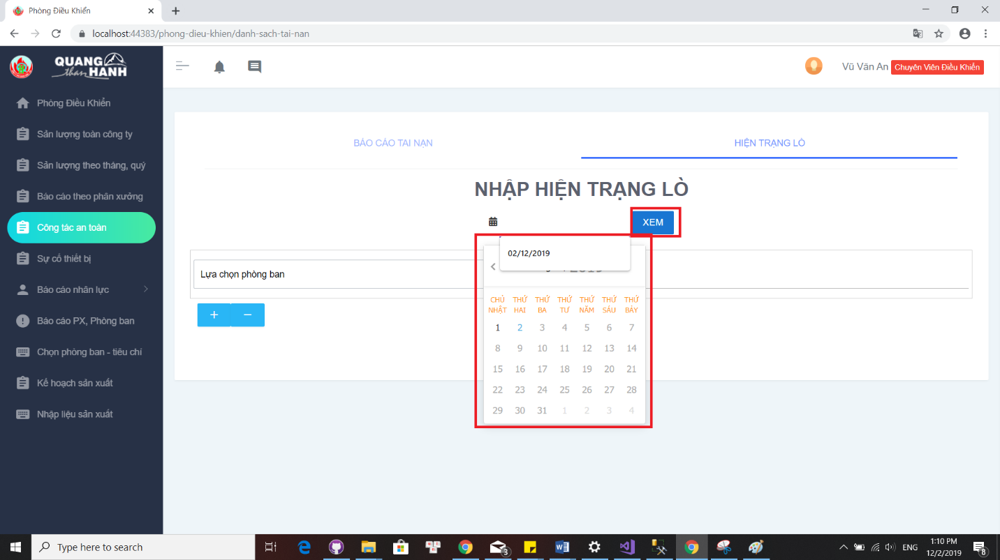 Phòng Điều Khiển
localhost:44383/phong-dieu-khien/danh-sach-tai-nan
QUANG HANH
than
Vũ Văn An Chuyên Viên Điều Khiển
Phòng Điều Khiển
Sản lượng toàn công ty
Sản lượng theo tháng, quý
Báo cáo theo phân xưởng
Công tác an toàn
Sự cố thiết bị
Báo cáo nhân lực
Báo cáo PX, Phòng ban
Chọn phòng ban - tiêu chí
Kế hoạch sản xuất
Nhập liệu sản xuất
BÁO CÁO TAI NẠN
HIỆN TRẠNG LÒ
NHẬP HIỆN TRẠNG LÒ
XEM
02/12/2019
Lựa chọn phòng ban
+ −
CHỦ NHẬT THỨ HAI THỨ BA THỨ TƯ THỨ NĂM THỨ SÁU THỨ BẢY
1 2 3 4 5 6 7
8 9 10 11 12 13 14
15 16 17 18 19 20 21
22 23 24 25 26 27 28
29 30 31 1 2 3 4
Type here to search
3
ENG
1:10 PM
12/2/2019
8